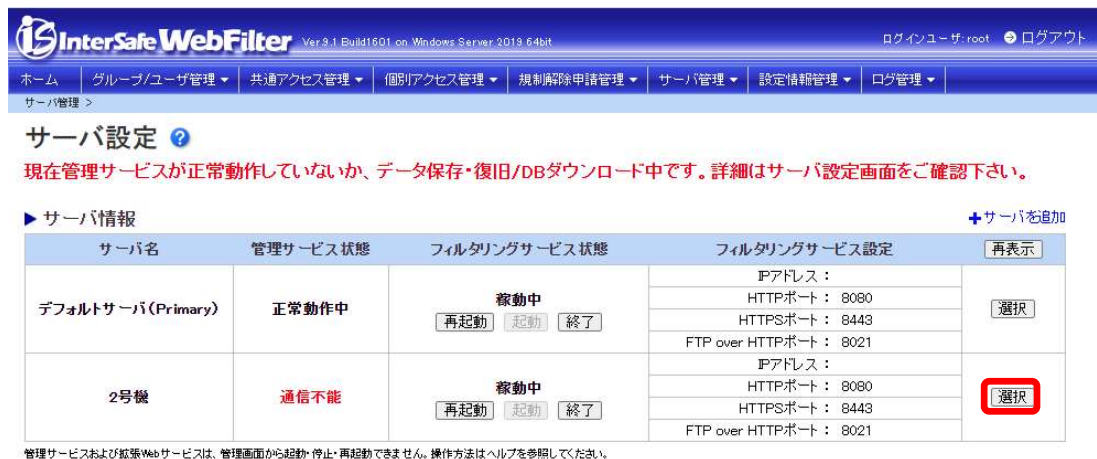 InterSafe WebFilter Ver9.1 Build1601 on Windows Server 2019 64bit ログインユーザ:root ログアウト
ホーム グループ/ユーザ管理▼ 共通アクセス管理▼ 個別アクセス管理▼ 規制解除申請管理▼ サーバ管理▼ 設定情報管理▼ ログ管理▼
サーバ管理 >
サーバ設定 ?
現在管理サービスが正常動作していないか、データ保存・復旧/DBダウンロード中です。詳細はサーバ設定画面をご確認下さい。
▶サーバ情報 +サーバを追加
サーバ名 管理サービス状態 フィルタリングサービス状態 フィルタリングサービス設定 再表示
デフォルトサーバ(Primary) 正常動作中 稼動中
再起動 起動 終了
IPアドレス：
HTTPポート： 8080
HTTPSポート： 8443
FTP over HTTPポート： 8021
選択
2号機 通信不能 稼動中
再起動 起動 終了
IPアドレス：
HTTPポート： 8080
HTTPSポート： 8443
FTP over HTTPポート： 8021
選択
管理サービスおよび拡張Webサービスは、管理画面から起動・停止・再起動できません。操作方法はヘルプを参照してください。